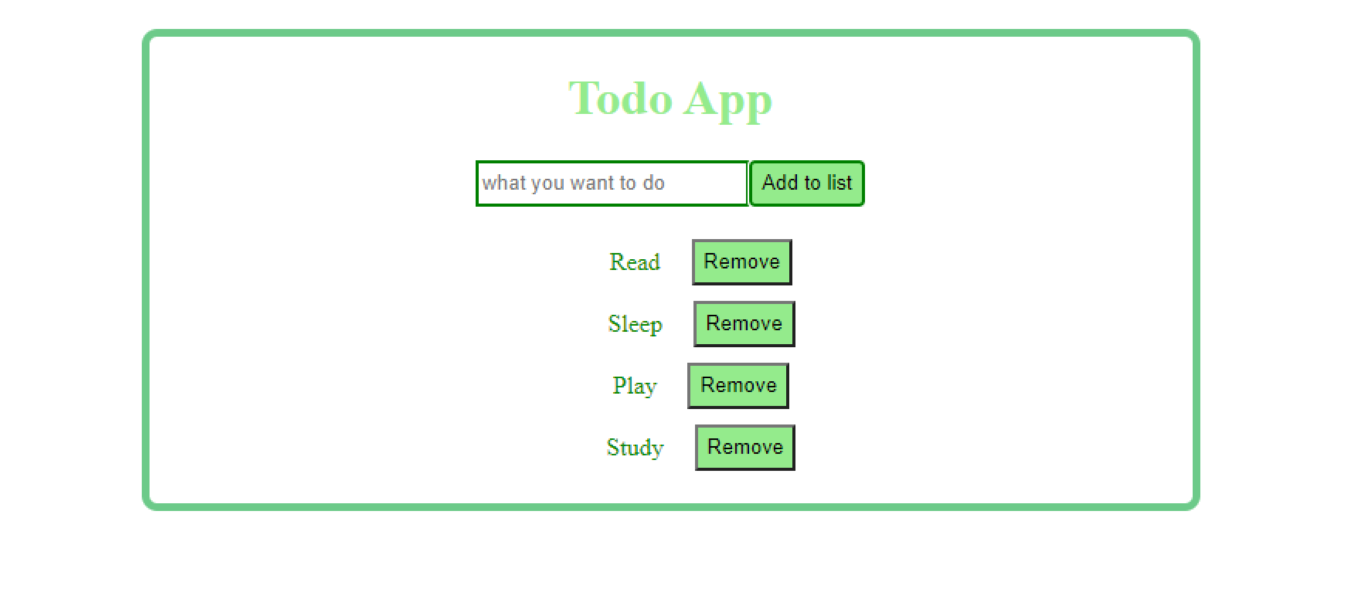 Todo App
what you want to do Add to list
Read Remove
Sleep Remove
Play Remove
Study Remove